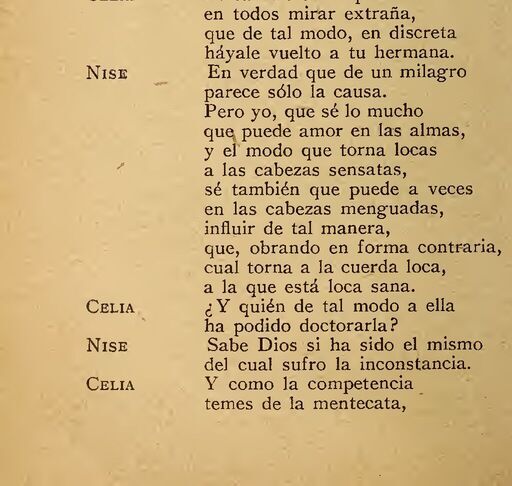 en todos mirar extraña,
que de tal modo, en discreta
háyale vuelto a tu hermana.
NISE En verdad que de un milagro
parece sólo la causa.
Pero yo, que sé lo mucho
que puede amor en las almas,
y el modo que torna locas
a las cabezas sensatas,
sé también que puede a veces
en las cabezas menguadas,
influir de tal manera,
que, obrando en forma contraria,
cual torna a la cuerda loca,
a la que está loca sana.
CELIA ¿Y quién de tal modo a ella
ha podido doctorarla?
NISE Sabe Dios si ha sido el mismo
del cual sufro la inconstancia.
CELIA Y como la competencia
temes de la mentecata,